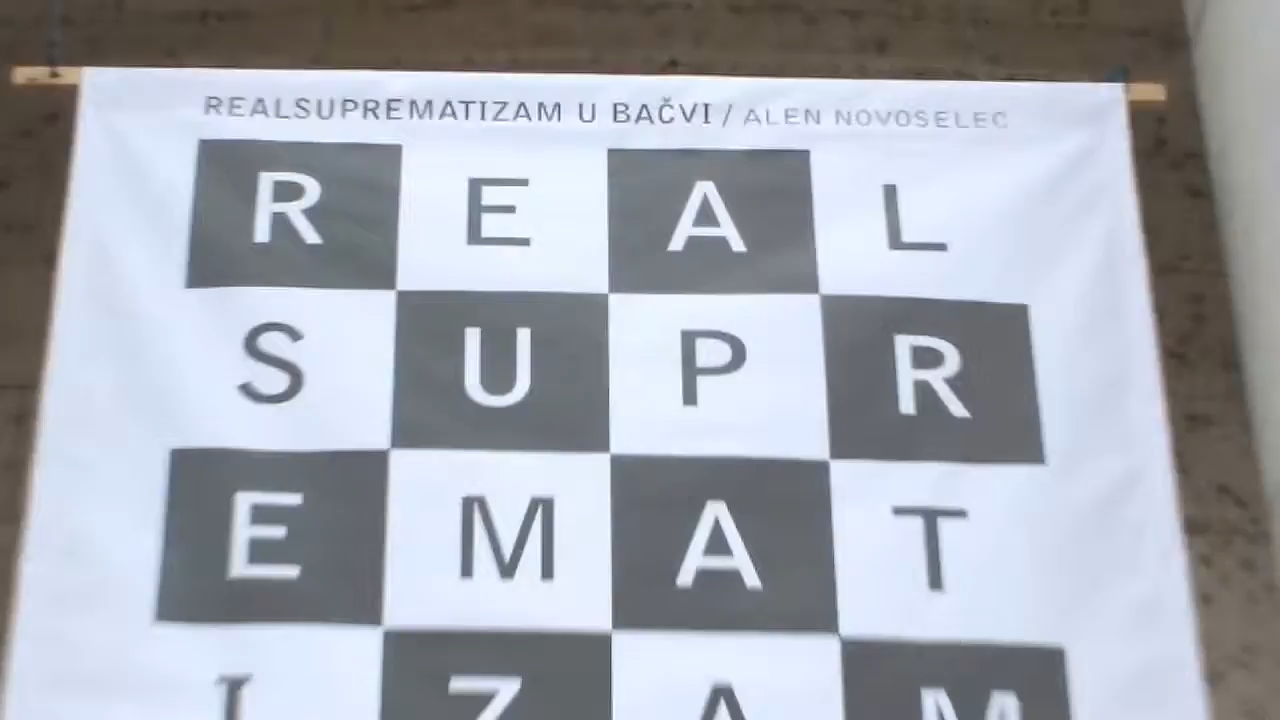 REALSUPREMATIZAM U BAČVI / ALEN NOVOSELEC
R E A L
S U P R
E M A T
I Z A M